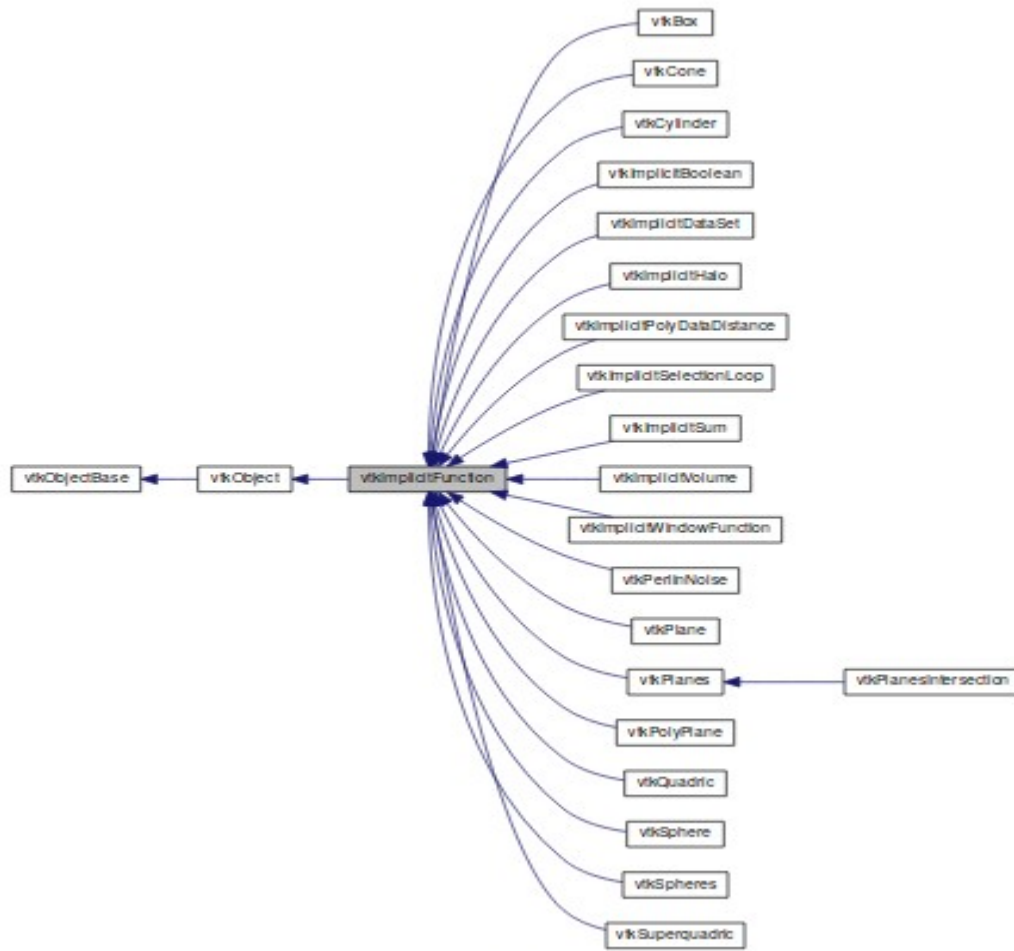 vtkBox
vtkCone
vtkCylinder
vtkImplicitBoolean
vtkImplicitDataSet
vtkImplicitHalo
vtkImplicitPolyDataDistance
vtkImplicitSelectionLoop
vtkImplicitSum
vtkObjectBase
vtkObject
vtkImplicitFunction
vtkImplicitVolume
vtkImplicitWindowFunction
vtkPerlinNoise
vtkPlane
vtkPlanes
vtkPlanesIntersection
vtkPolyPlane
vtkQuadric
vtkSphere
vtkSpheres
vtkSuperquadric